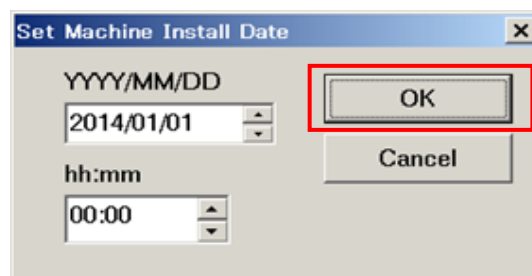 Set Machine Install Date
YYYY/MM/DD
2014/01/01
OK
Cancel
hh:mm
00:00